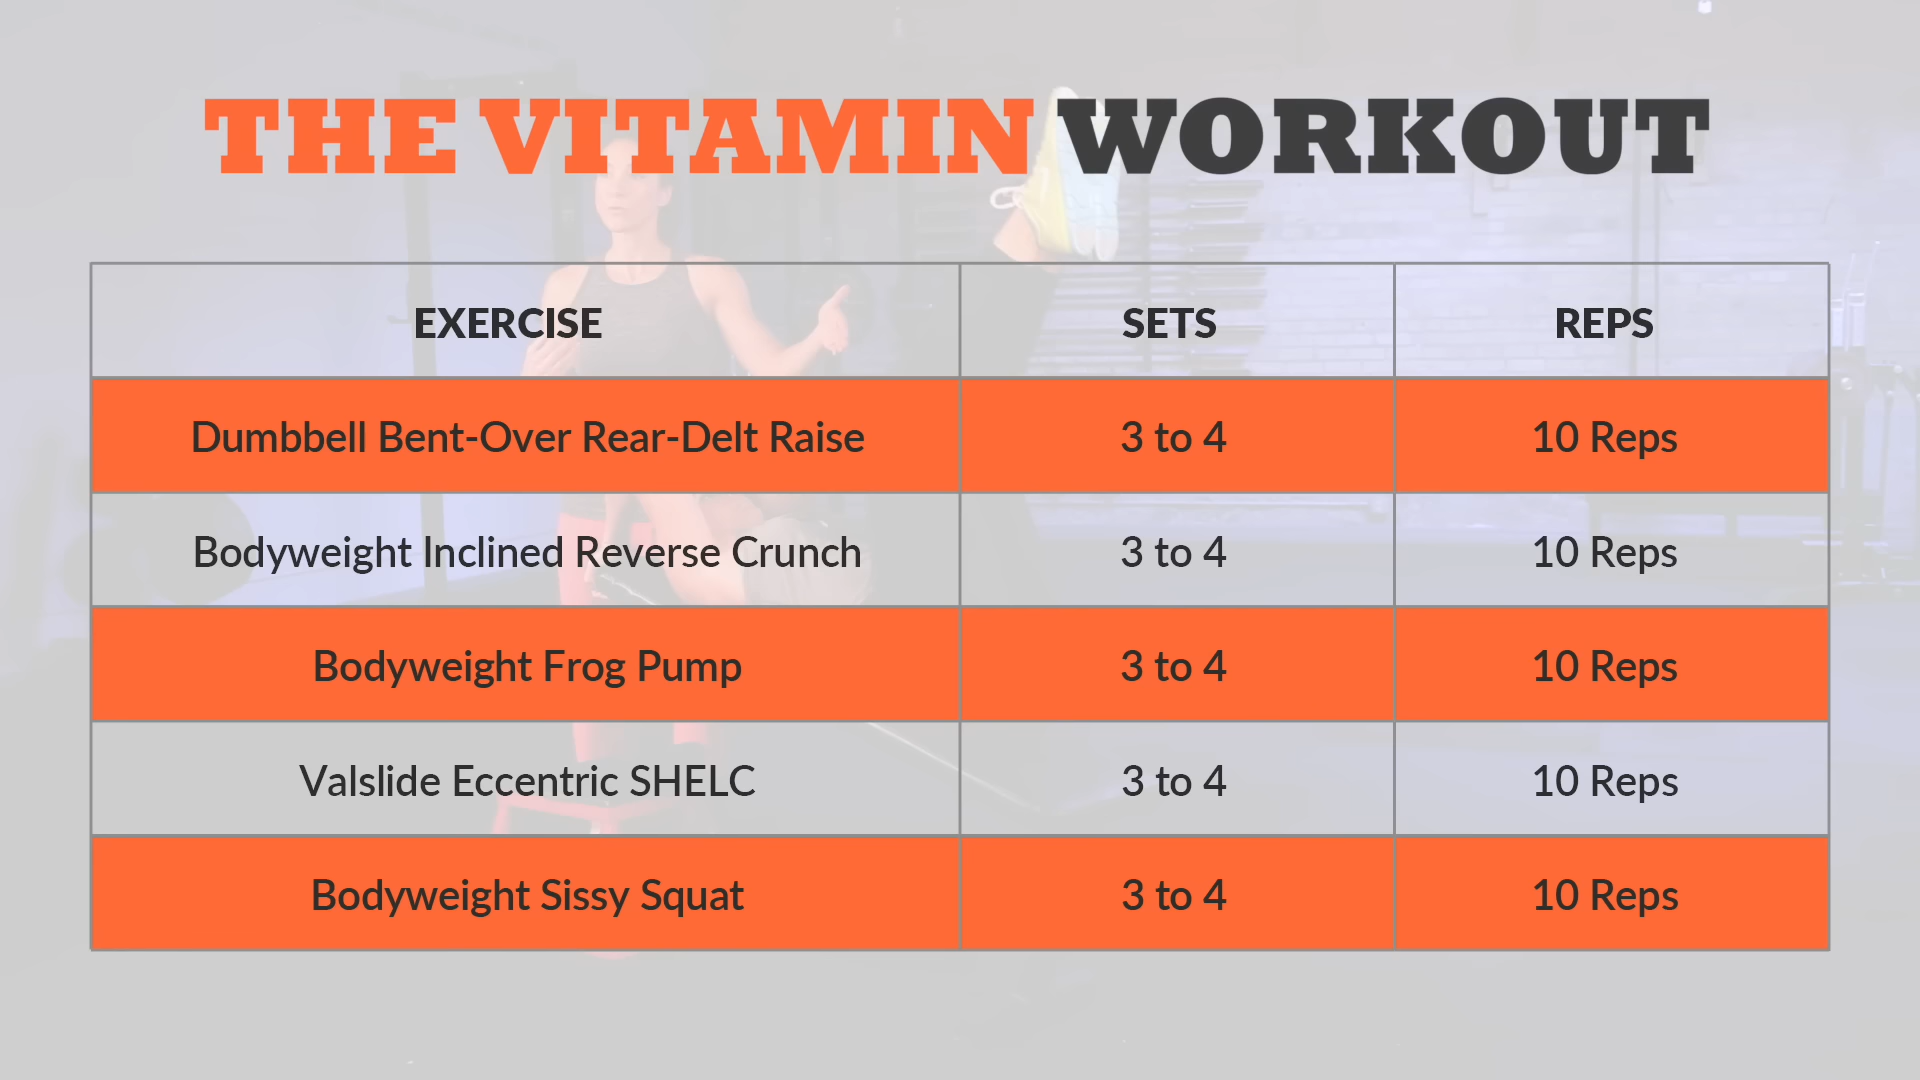 THE VITAMIN WORKOUT
EXERCISE SETS REPS
Dumbbell Bent-Over Rear-Delt Raise 3 to 4 10 Reps
Bodyweight Inclined Reverse Crunch 3 to 4 10 Reps
Bodyweight Frog Pump 3 to 4 10 Reps
Valslide Eccentric SHELC 3 to 4 10 Reps
Bodyweight Sissy Squat 3 to 4 10 Reps